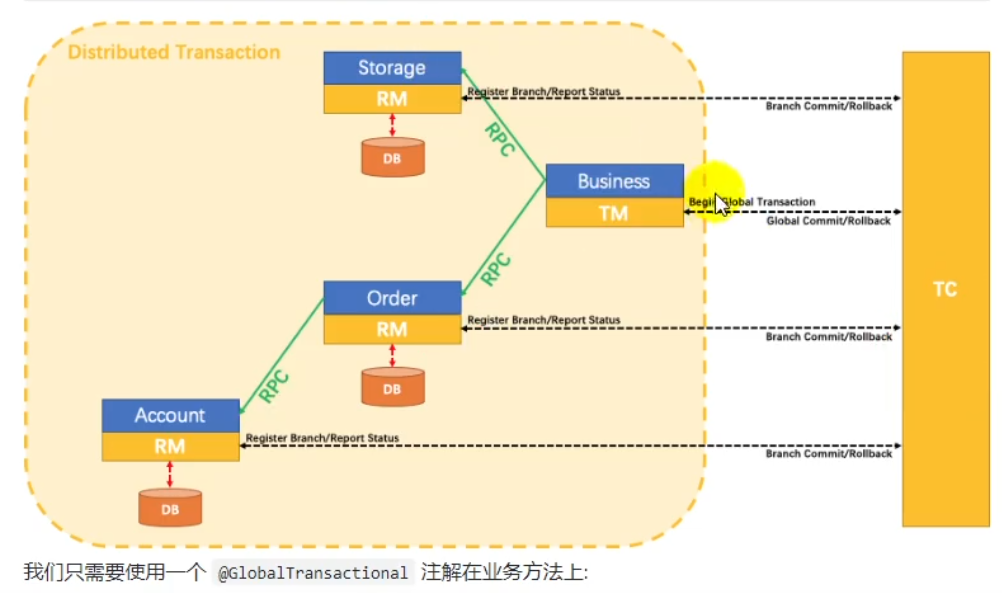 Distributed Transaction
Storage
RM
Register Branch/Report Status
Branch Commit/Rollback
RPC
DB
Business
TM
Begin Global Transaction
Global Commit/Rollback
TC
RPC
Order
RM
Register Branch/Report Status
Branch Commit/Rollback
RPC
DB
Account
RM
Register Branch/Report Status
Branch Commit/Rollback
DB
我们只需要使用一个 @GlobalTransactional 注解在业务方法上: